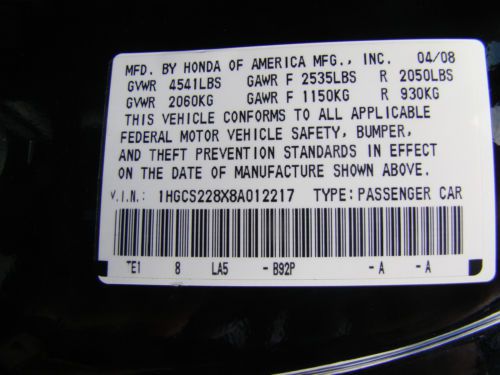 MFD. BY HONDA OF AMERICA MFG., INC. 04/08
GVWR 4541LBS GAWR F 2535LBS R 2050LBS
GVWR 2060KG GAWR F 1150KG R 930KG
THIS VEHICLE CONFORMS TO ALL APPLICABLE
FEDERAL MOTOR VEHICLE SAFETY, BUMPER,
AND THEFT PREVENTION STANDARDS IN EFFECT
ON THE DATE OF MANUFACTURE SHOWN ABOVE.
V.I.N.: 1HGCS228X8A012217 TYPE: PASSENGER CAR
TE1 8 LA5 - B92P - A - A